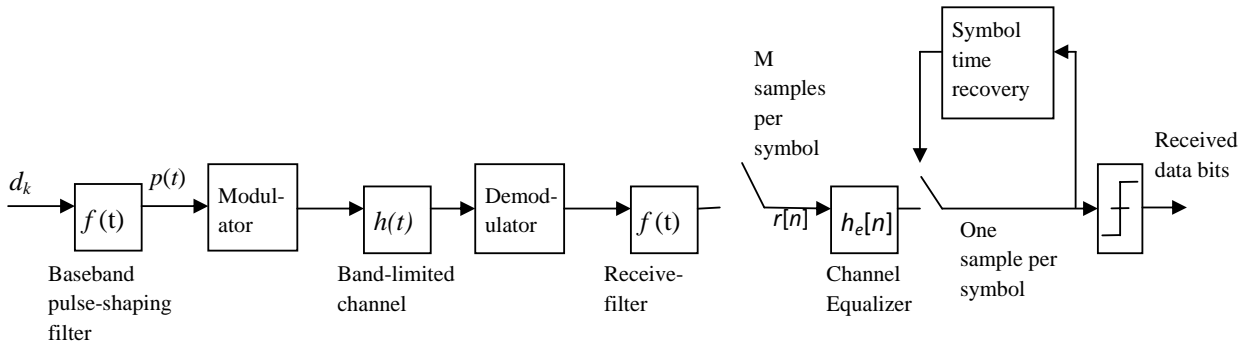 d_k
f(t)
Baseband
pulse-shaping
filter
p(t)
Modul-
ator
h(t)
Band-limited
channel
Demod-
ulator
f(t)
Receive-
filter
M
samples
per
symbol
r[n]
h_e[n]
Channel
Equalizer
Symbol
time
recovery
One
sample per
symbol
Received
data bits